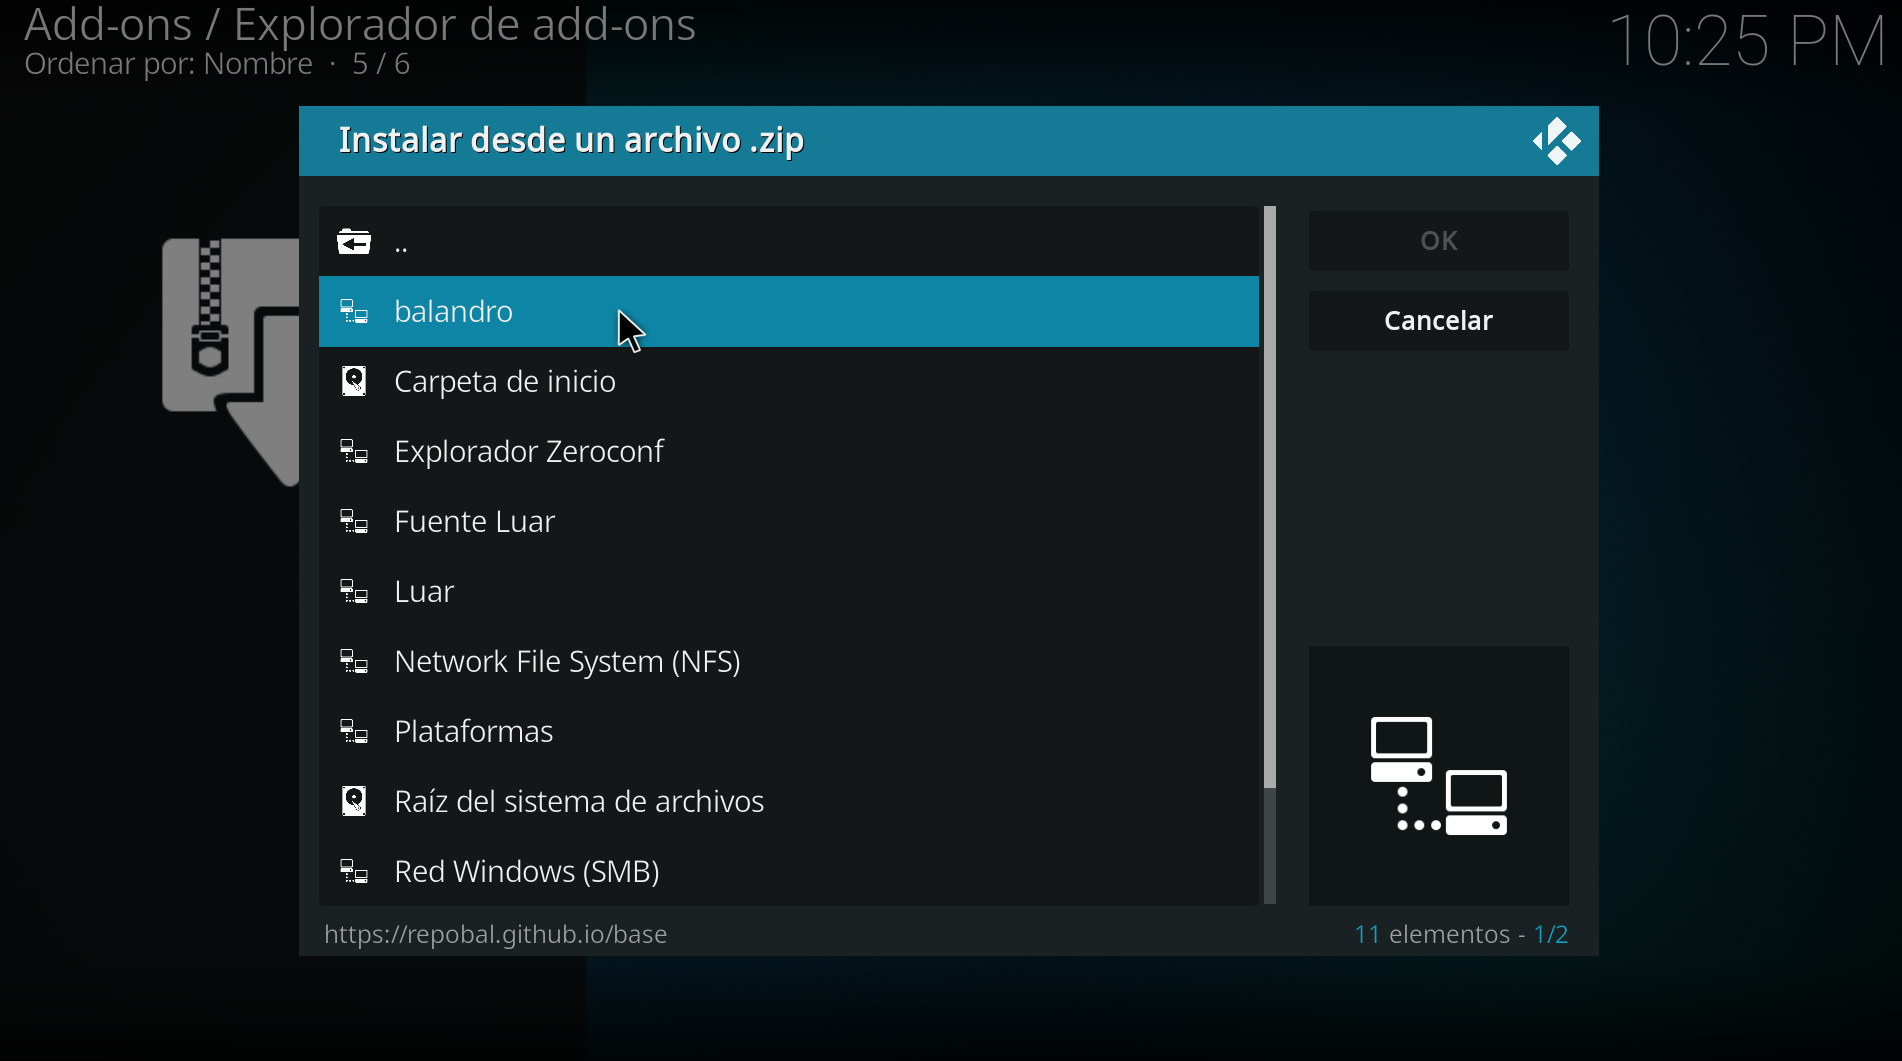 Add-ons / Explorador de add-ons
Ordenar por: Nombre · 5 / 6
10:25 PM
Instalar desde un archivo .zip
..
balandro
Carpeta de inicio
Explorador Zeroconf
Fuente Luar
Luar
Network File System (NFS)
Plataformas
Raíz del sistema de archivos
Red Windows (SMB)
OK
Cancelar
https://repobal.github.io/base
11 elementos - 1/2